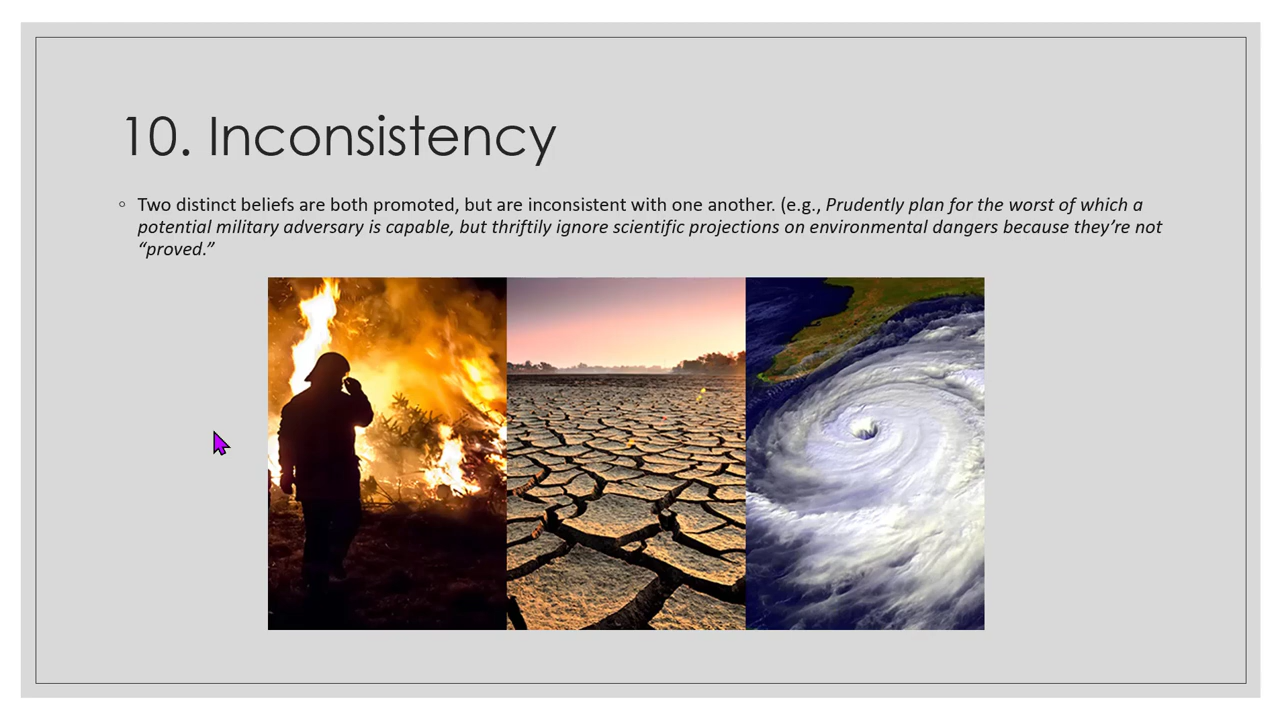 10. Inconsistency
◦ Two distinct beliefs are both promoted, but are inconsistent with one another. (e.g., Prudently plan for the worst of which a
potential military adversary is capable, but thriftily ignore scientific projections on environmental dangers because they’re not
“proved.”